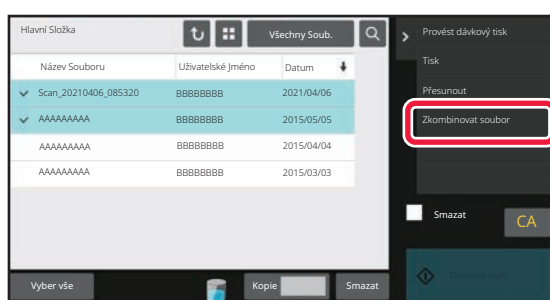 Hlavní Složka
Všechny Soub.
Název Souboru Uživatelské Jméno Datum
Scan_20210406_085320 BBBBBBBB 2021/04/06
AAAAAAAAA BBBBBBBB 2015/05/05
AAAAAAAAA BBBBBBBB 2015/04/04
AAAAAAAAA BBBBBBBB 2015/03/03
Vyber vše
Kopie
Smazat
Provést dávkový tisk
Tisk
Přesunout
Zkombinovat soubor
Smazat
CA